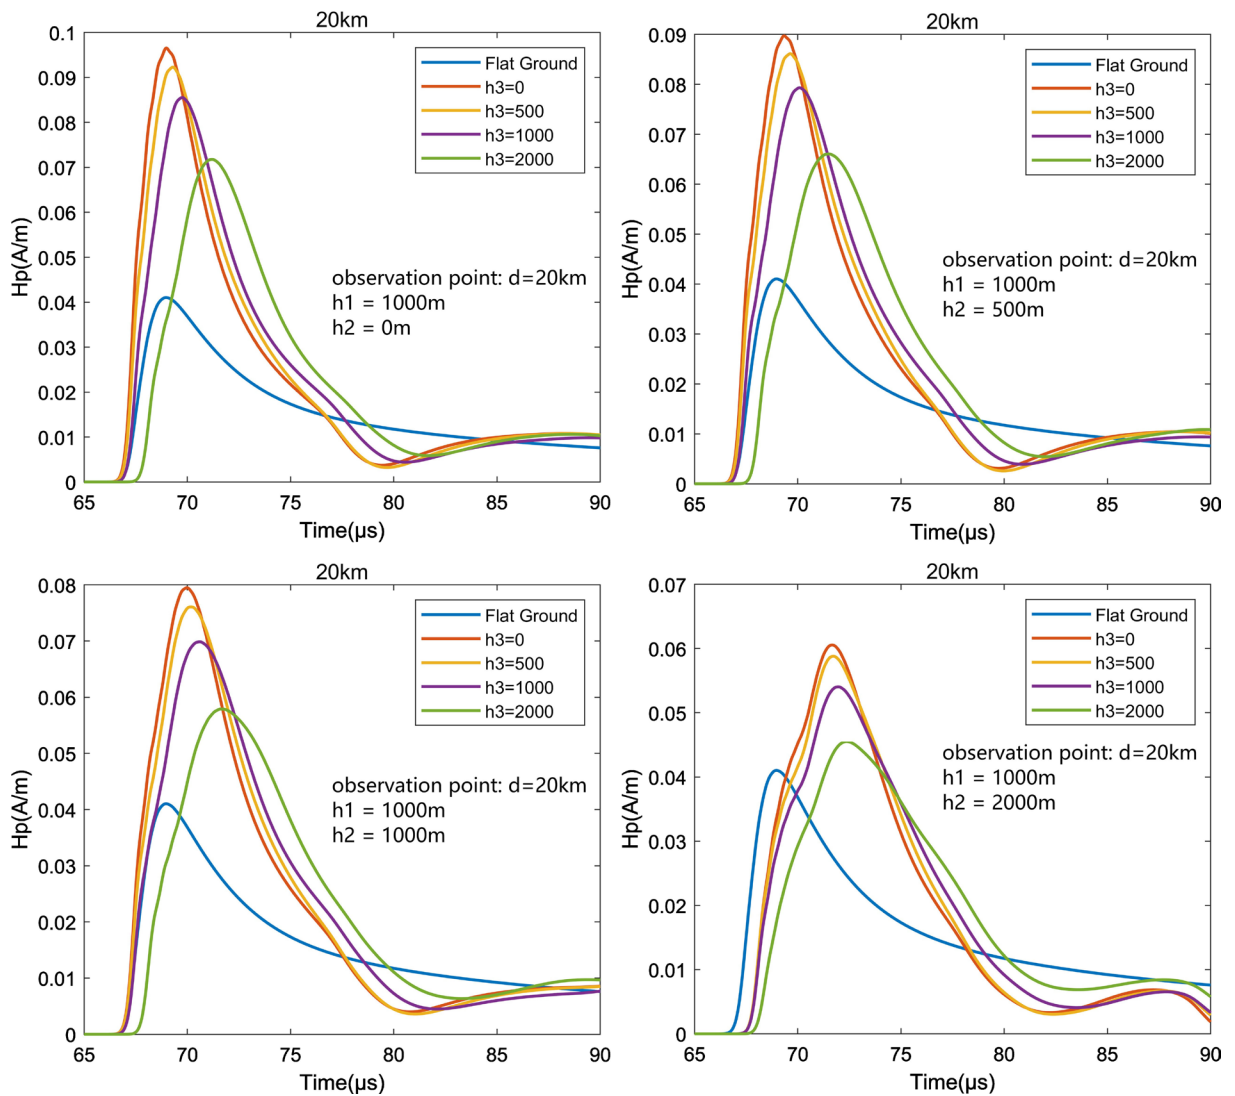 20km
0.1
0.09
0.08
0.07
0.06
0.05
0.04
0.03
0.02
0.01
0
Hp(A/m)
Flat Ground
h3=0
h3=500
h3=1000
h3=2000
observation point: d=20km
h1 = 1000m
h2 = 0m
65 70 75 80 85 90
Time(μs)
20km
0.09
0.08
0.07
0.06
0.05
0.04
0.03
0.02
0.01
0
Hp(A/m)
Flat Ground
h3=0
h3=500
h3=1000
h3=2000
observation point: d=20km
h1 = 1000m
h2 = 500m
65 70 75 80 85 90
Time(μs)
20km
0.08
0.07
0.06
0.05
0.04
0.03
0.02
0.01
0
Hp(A/m)
Flat Ground
h3=0
h3=500
h3=1000
h3=2000
observation point: d=20km
h1 = 1000m
h2 = 1000m
65 70 75 80 85 90
Time(μs)
20km
0.07
0.06
0.05
0.04
0.03
0.02
0.01
0
Hp(A/m)
Flat Ground
h3=0
h3=500
h3=1000
h3=2000
observation point: d=20km
h1 = 1000m
h2 = 2000m
65 70 75 80 85 90
Time(μs)